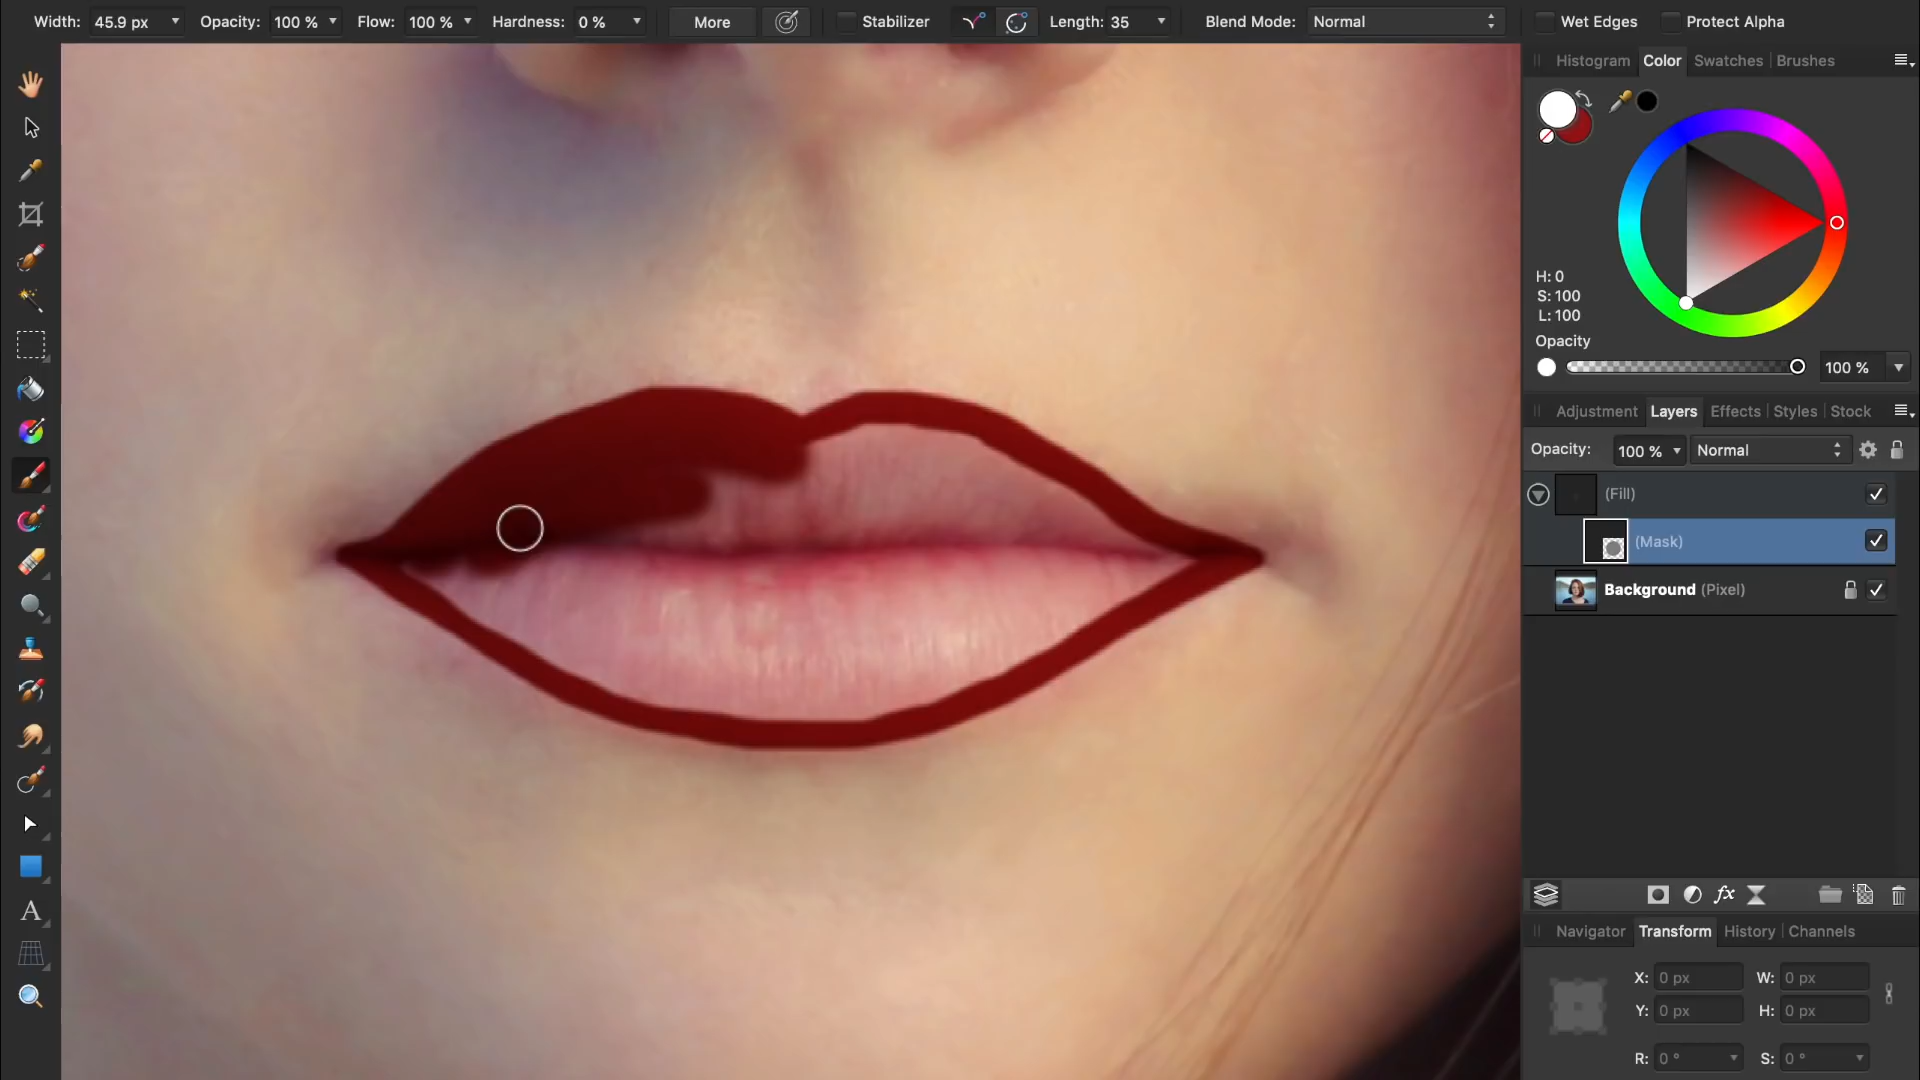 Width: 45.9 px Opacity: 100 % Flow: 100 % Hardness: 0 % More Stabilizer Length: 35 Blend Mode: Normal Wet Edges Protect Alpha
Histogram Color Swatches Brushes
H: 0
S: 100
L: 100
Opacity
100 %
Adjustment Layers Effects Styles Stock
Opacity: 100 % Normal
(Fill)
(Mask)
Background (Pixel)
fx
Navigator Transform History Channels
X: 0 px W: 0 px
Y: 0 px H: 0 px
R: 0 ° S: 0 °